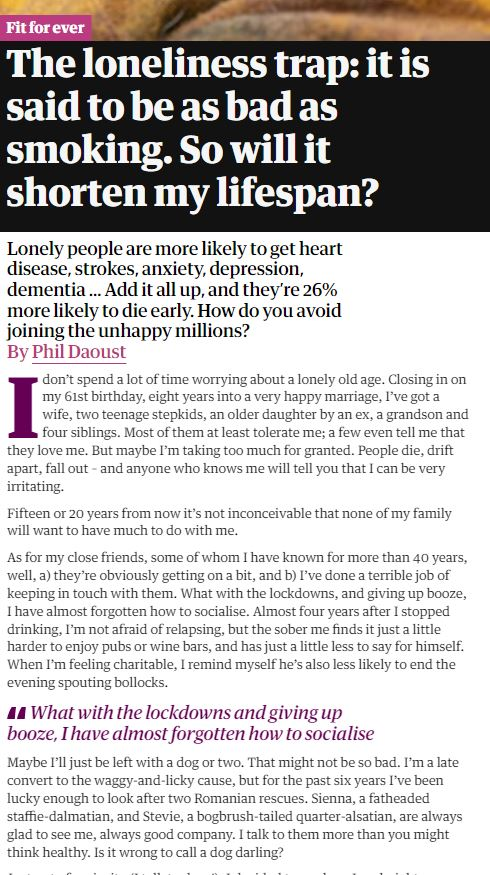 Fit for ever
The loneliness trap: it is
said to be as bad as
smoking. So will it
shorten my lifespan?
Lonely people are more likely to get heart
disease, strokes, anxiety, depression,
dementia ... Add it all up, and they're 26%
more likely to die early. How do you avoid
joining the unhappy millions?
By Phil Daoust
I don't spend a lot of time worrying about a lonely old age. Closing in on
my 61st birthday, eight years into a very happy marriage, I've got a
wife, two teenage stepkids, an older daughter by an ex, a grandson and
four siblings. Most of them at least tolerate me; a few even tell me that
they love me. But maybe I'm taking too much for granted. People die, drift
apart, fall out – and anyone who knows me will tell you that I can be very
irritating.
Fifteen or 20 years from now it's not inconceivable that none of my family
will want to have much to do with me.
As for my close friends, some of whom I have known for more than 40 years,
well, a) they're obviously getting on a bit, and b) I've done a terrible job of
keeping in touch with them. What with the lockdowns, and giving up booze,
I have almost forgotten how to socialise. Almost four years after I stopped
drinking, I'm not afraid of relapsing, but the sober me finds it just a little
harder to enjoy pubs or wine bars, and has just a little less to say for himself.
When I'm feeling charitable, I remind myself he's also less likely to end the
evening spouting bollocks.
“ What with the lockdowns and giving up
booze, I have almost forgotten how to socialise
Maybe I'll just be left with a dog or two. That might not be so bad. I'm a late
convert to the waggy-and-licky cause, but for the past six years I've been
lucky enough to look after two Romanian rescues. Sienna, a fatheaded
staffie-dalmatian, and Stevie, a bogbrush-tailed quarter-alsatian, are always
glad to see me, always good company. I talk to them more than you might
think healthy. Is it wrong to call a dog darling?